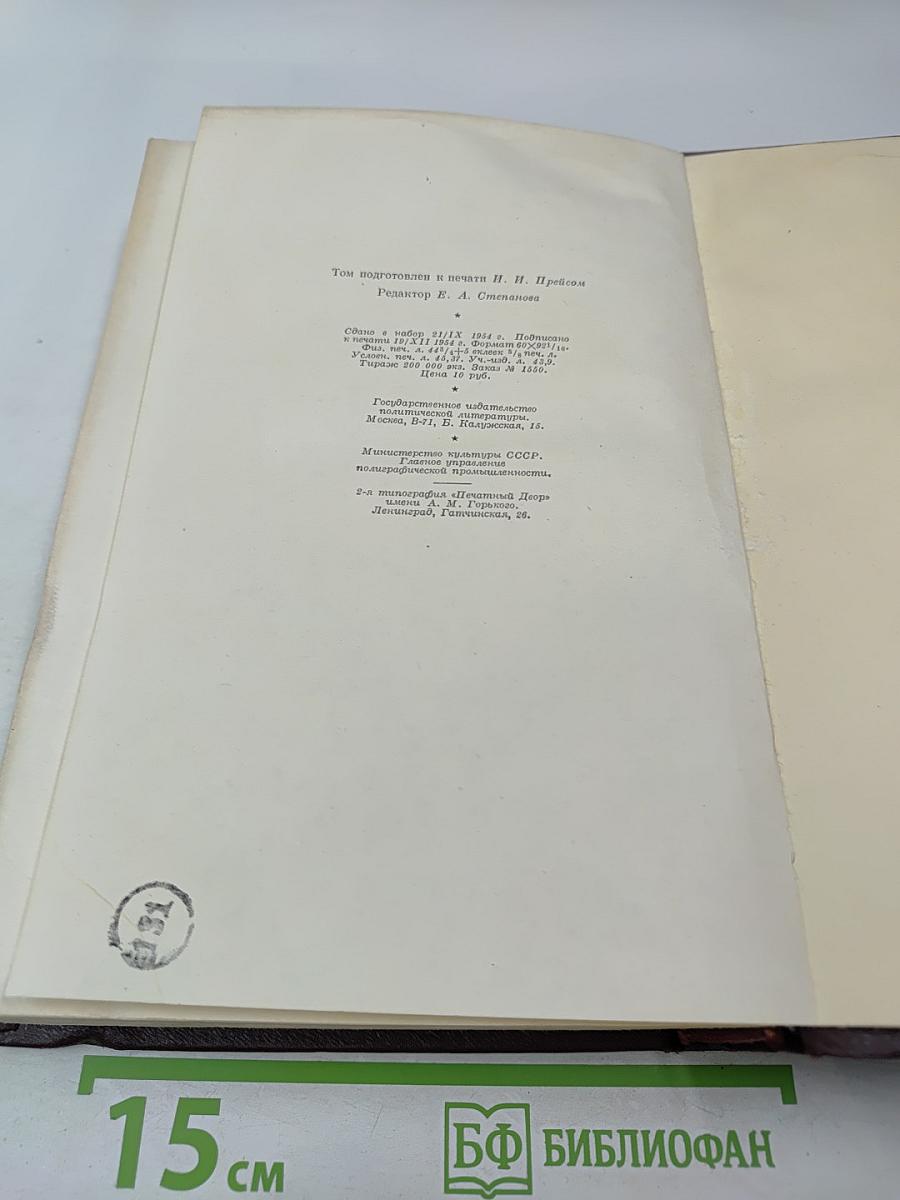 Том подготовлен к печати И. И. Прейсом
Редактор Е. А. Степанова
Сдано в набор 21/IX 1954 г. Подписано
к печати 19/XII 1954 г. Формат 60×92¹/₁₆.
Физ. печ. л. 44³/₄+5 вклеек ⁵/₈ печ. л.
Условн. печ. л. 45,37. Уч.-изд. л. 43,9.
Тираж 200 000 экз. Заказ № 1550.
Цена 10 руб.
Государственное издательство
политической литературы.
Москва, В-71, Б. Калужская, 15.
Министерство культуры СССР.
Главное управление
полиграфической промышленности.
2-я типография «Печатный Двор»
имени А. М. Горького.
Ленинград, Гатчинская, 26.
15 см
БФ БИБЛИОФАН